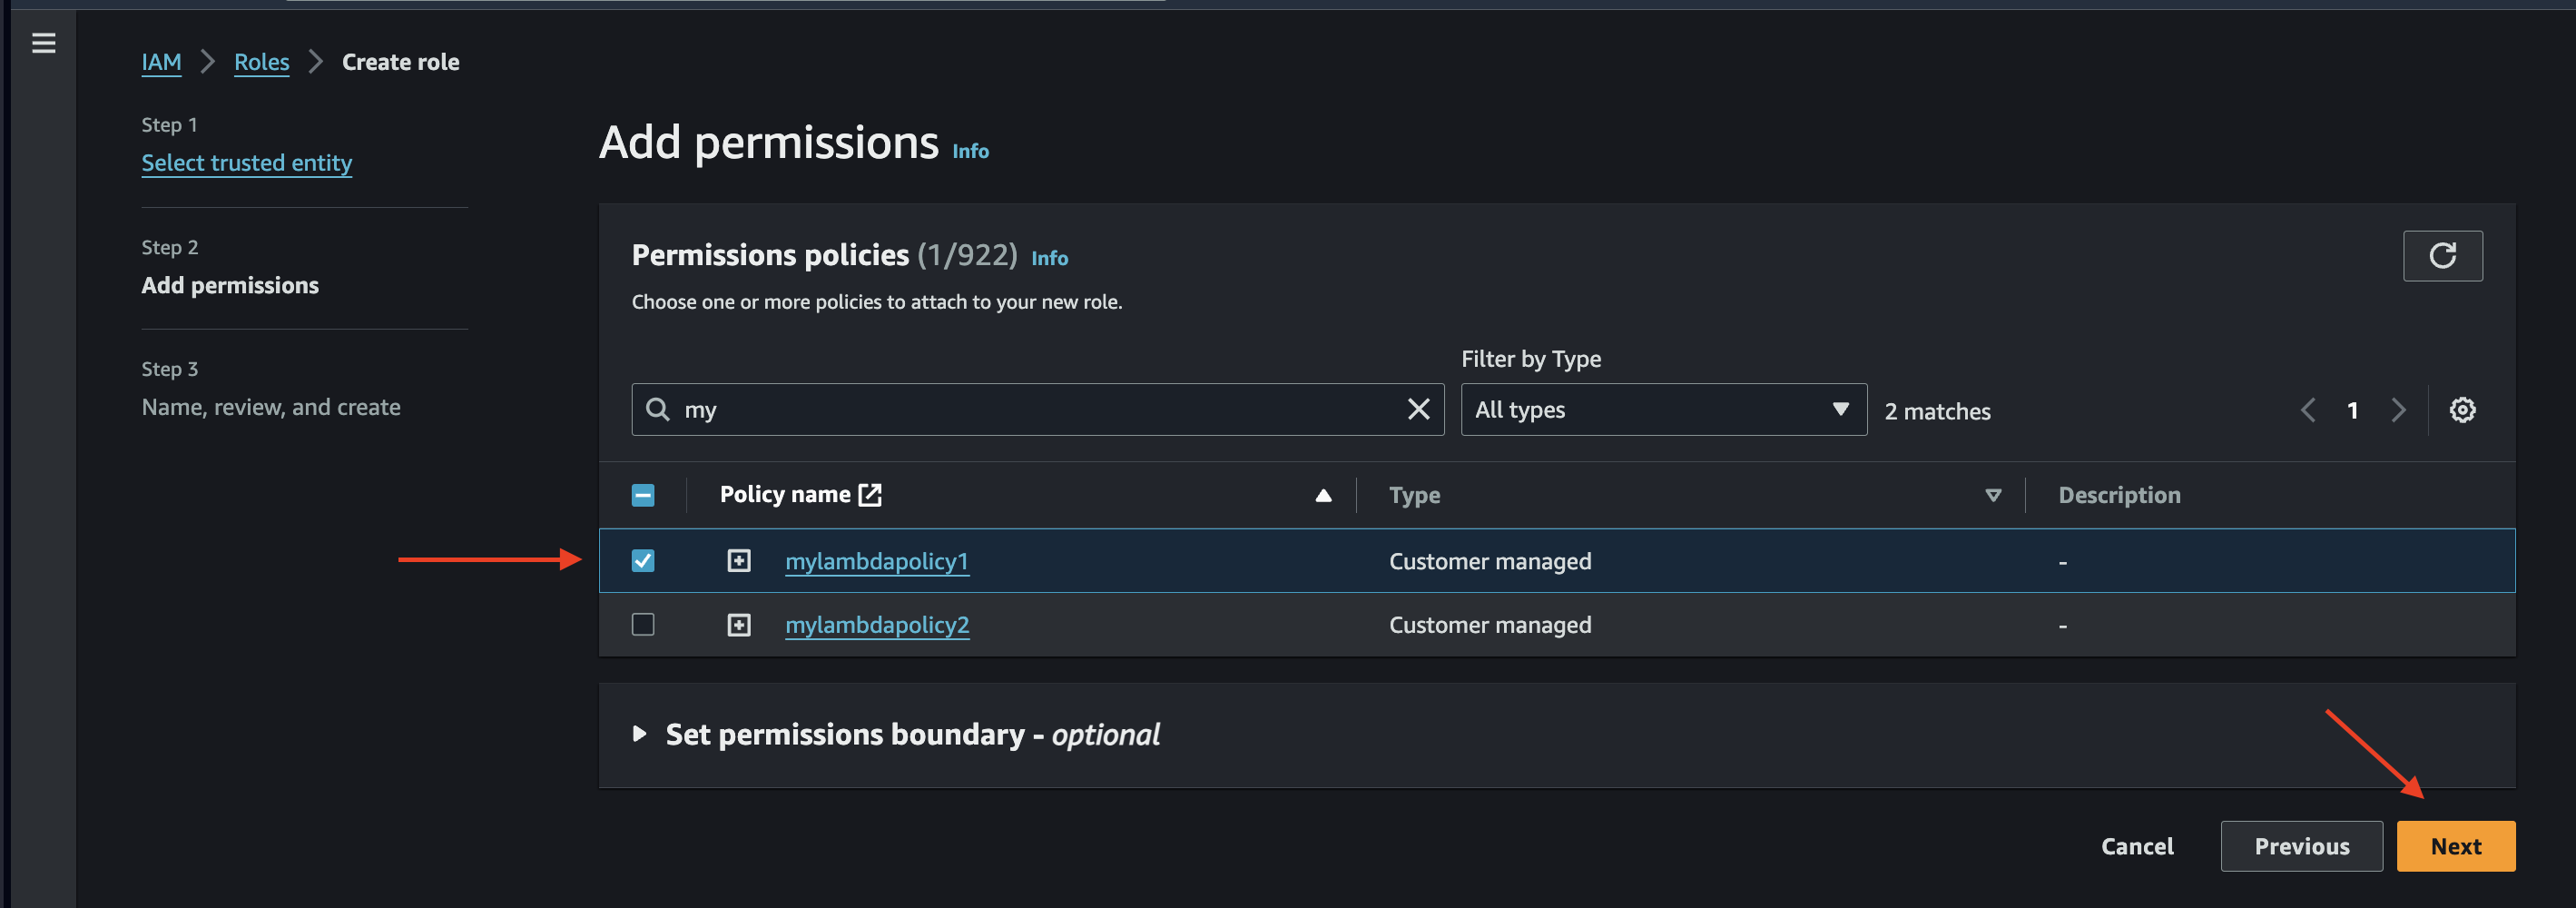 IAM > Roles > Create role
Step 1
Select trusted entity
Step 2
Add permissions
Step 3
Name, review, and create
Add permissions Info
Permissions policies (1/922) Info
Choose one or more policies to attach to your new role.
Filter by Type
my All types 2 matches 1
Policy name Type Description
mylambdapolicy1 Customer managed -
mylambdapolicy2 Customer managed -
Set permissions boundary - optional
Cancel Previous Next